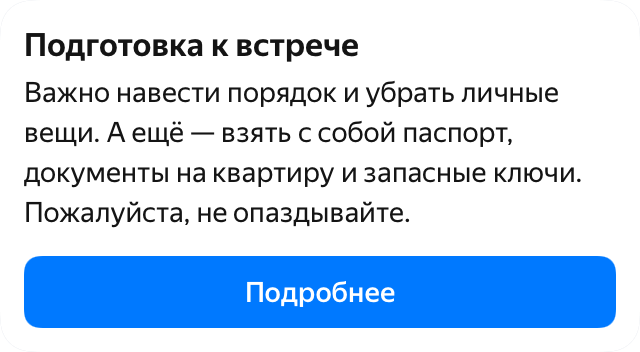 Подготовка к встрече
Важно навести порядок и убрать личные
вещи. А ещё — взять с собой паспорт,
документы на квартиру и запасные ключи.
Пожалуйста, не опаздывайте.
Подробнее